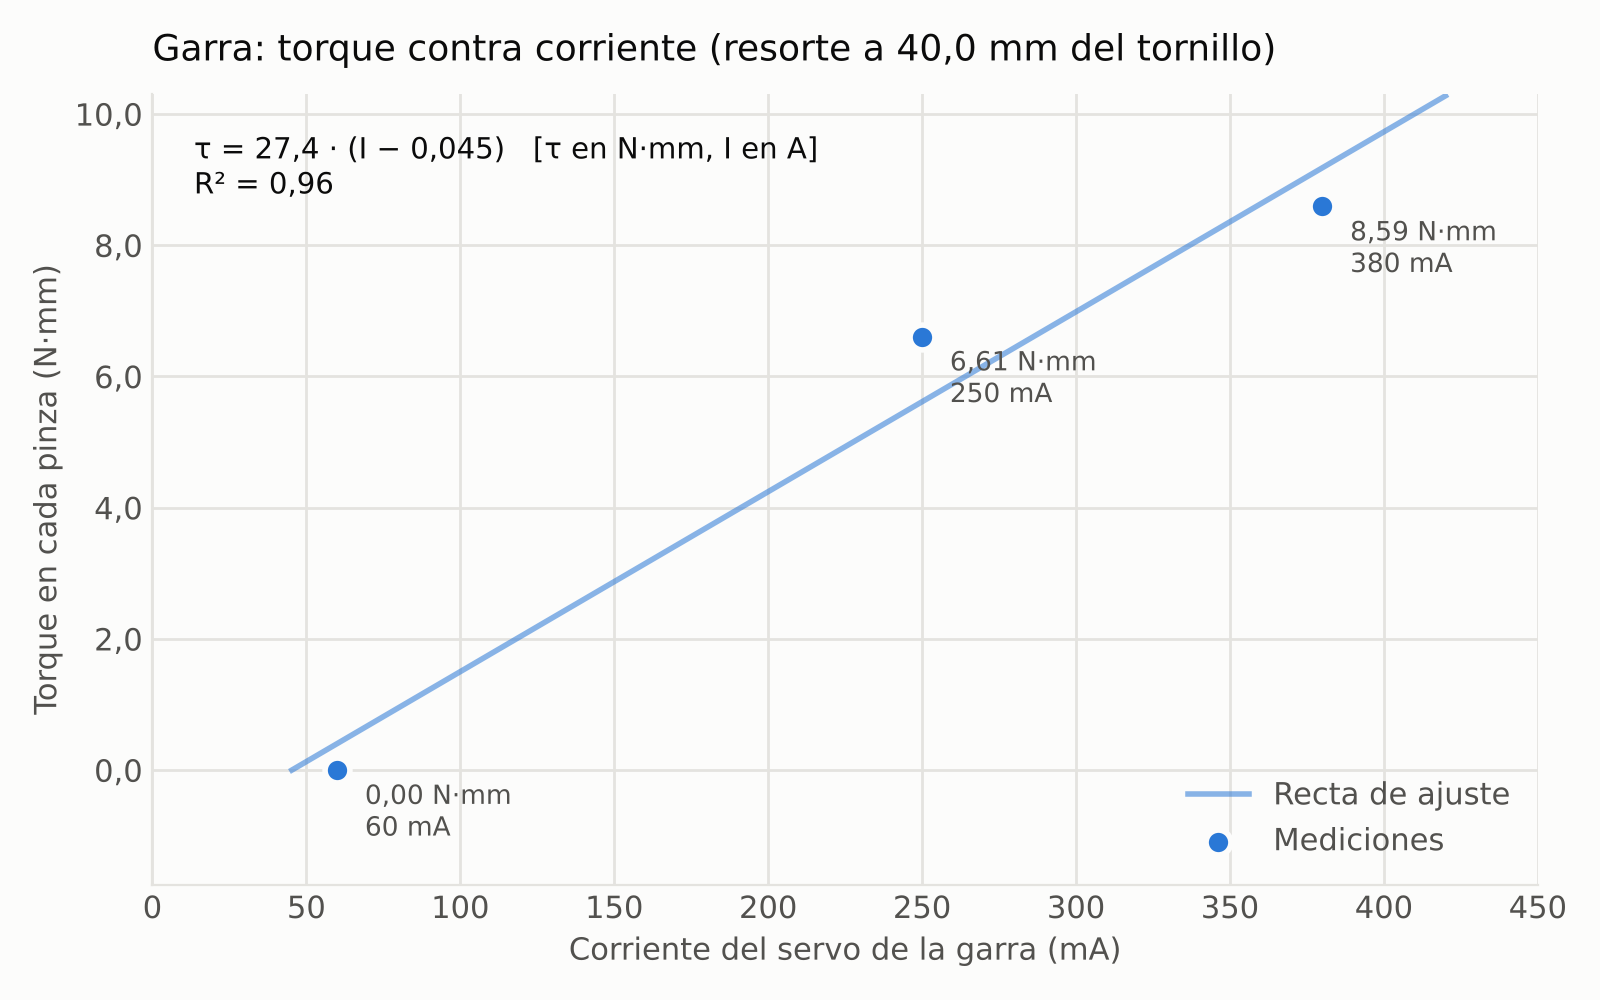 Garra: torque contra corriente (resorte a 40,0 mm del tornillo)
τ = 27,4 · (I − 0,045)   [τ en N·mm, I en A]
R² = 0,96
Torque en cada pinza (N·mm)
10,0
8,0
6,0
4,0
2,0
0,0
8,59 N·mm
380 mA
6,61 N·mm
250 mA
0,00 N·mm
60 mA
Recta de ajuste
Mediciones
0 50 100 150 200 250 300 350 400 450
Corriente del servo de la garra (mA)